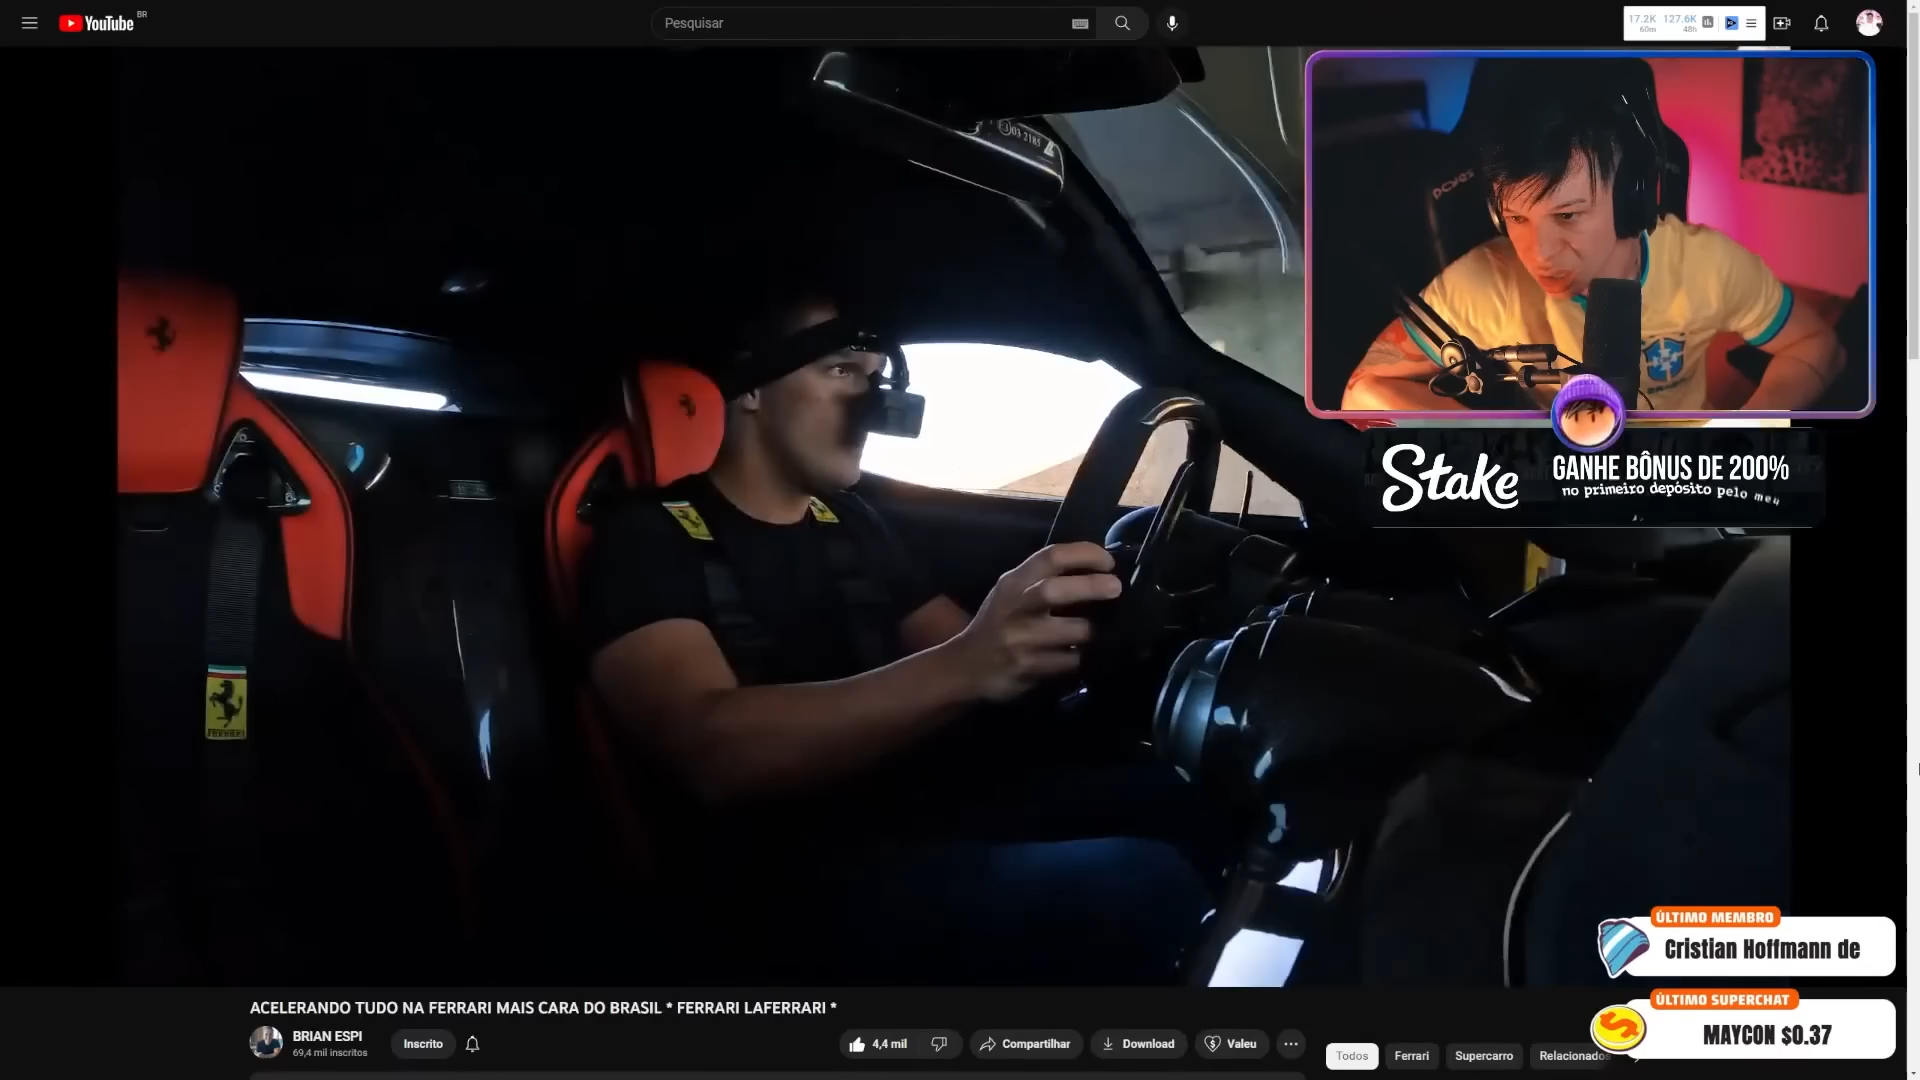 YouTube BR
Pesquisar
17.2K 127.6K
60m 48h
03 2185
pcyes
Stake
GANHE BÔNUS DE 200%
no primeiro depósito pelo meu
FERRARI
ÚLTIMO MEMBRO
Cristian Hoffmann de
ÚLTIMO SUPERCHAT
MAYCON $0.37
ACELERANDO TUDO NA FERRARI MAIS CARA DO BRASIL * FERRARI LAFERRARI *
BRIAN ESPI
69,4 mil inscritos
Inscrito
4,4 mil
Compartilhar
Download
Valeu
Todos
Ferrari
Supercarro
Relacionados